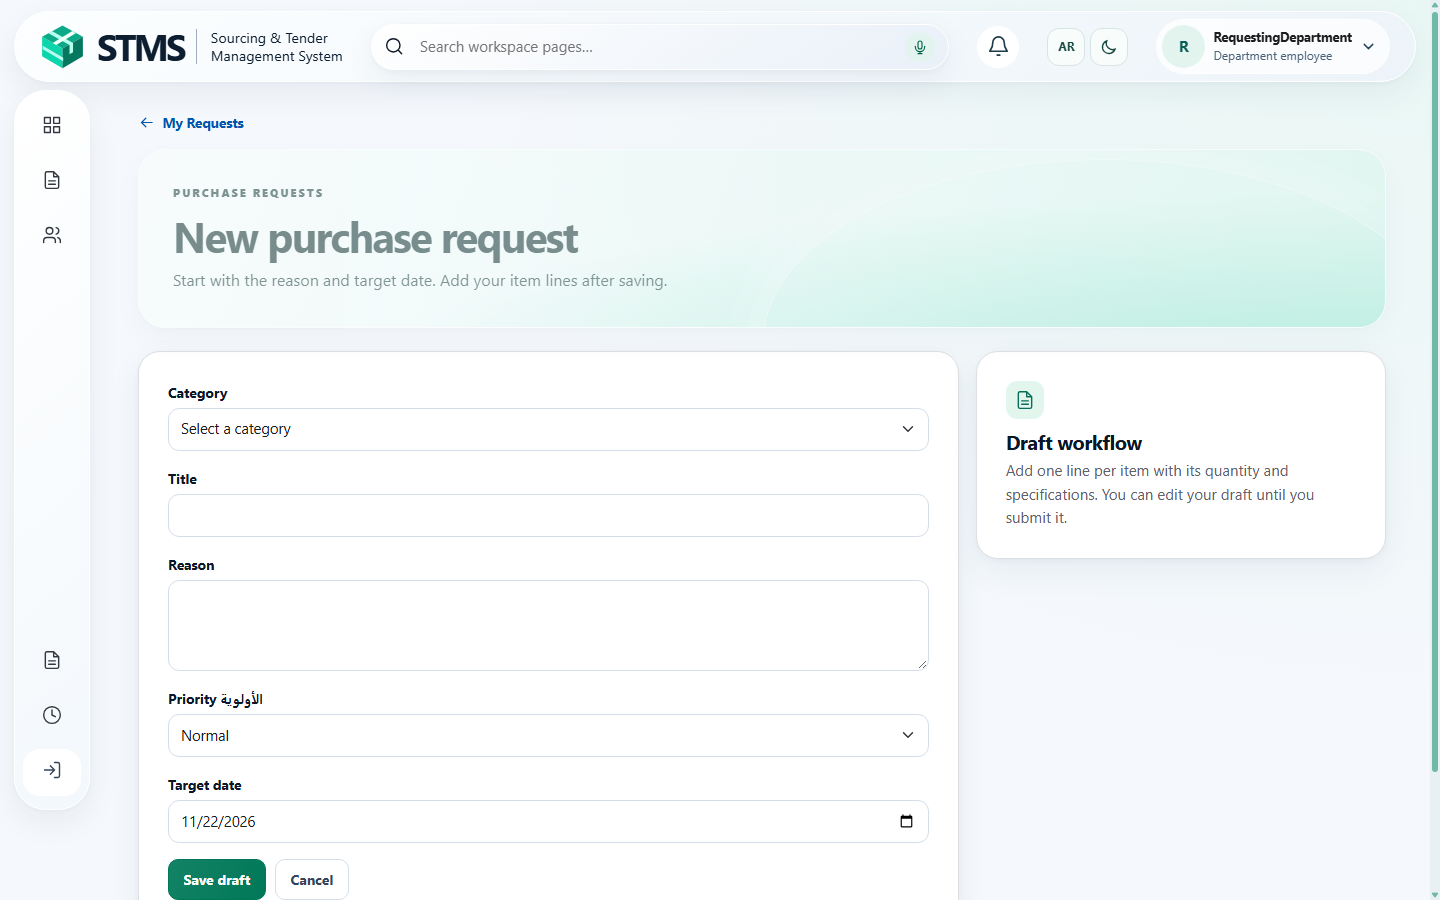 STMS
Sourcing & Tender
Management System
Search workspace pages...
AR
R
RequestingDepartment
Department employee
My Requests
PURCHASE REQUESTS
New purchase request
Start with the reason and target date. Add your item lines after saving.
Category
Select a category
Title
Reason
Priority الأولوية
Normal
Target date
11/22/2026
Save draft
Cancel
Draft workflow
Add one line per item with its quantity and
specifications. You can edit your draft until you
submit it.